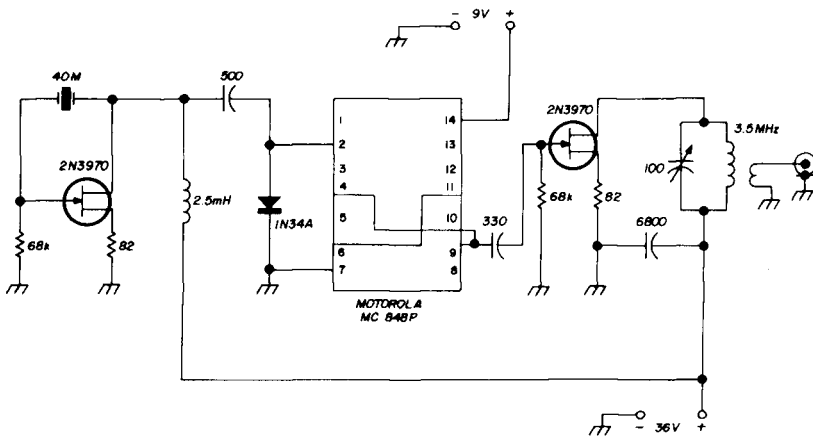 - 9V +
40M
500
2N3970
2.5mH
68k
82
1N34A
1
2
3
4
5
6
7
14
13
12
11
10
9
8
MOTOROLA
MC 848P
330
2N3970
68k
82
100
3.5MHz
6800
- 36V +